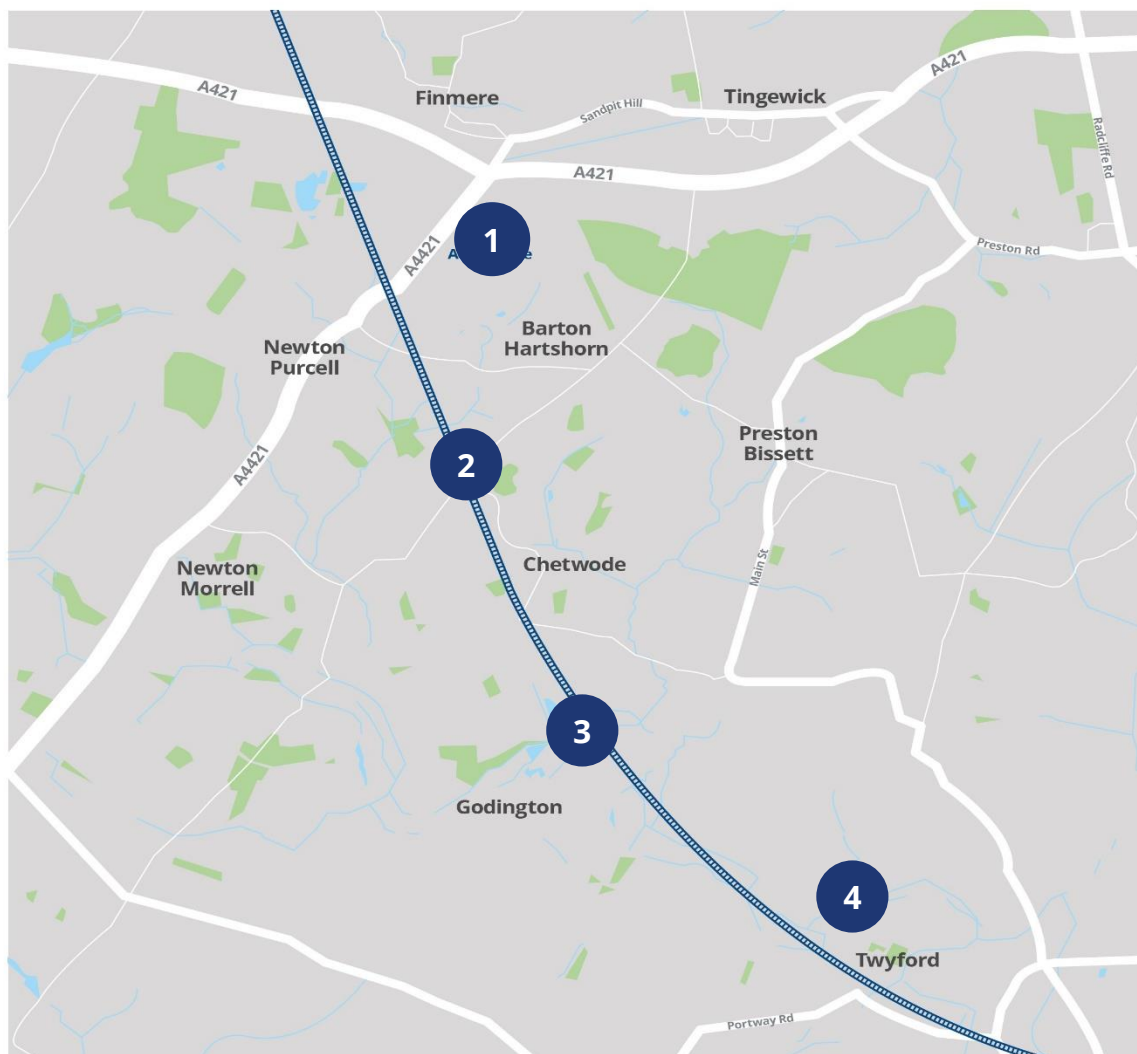 A421
Finmere
Sandpit Hill
Tingewick
A421
Radcliffe Rd
A421
1
A4421
Preston Rd
Barton
Hartshorn
Newton
Purcell
A4421
2
Preston
Bissett
Chetwode
Newton
Morrell
Main St
3
Godington
4
Twyford
Portway Rd